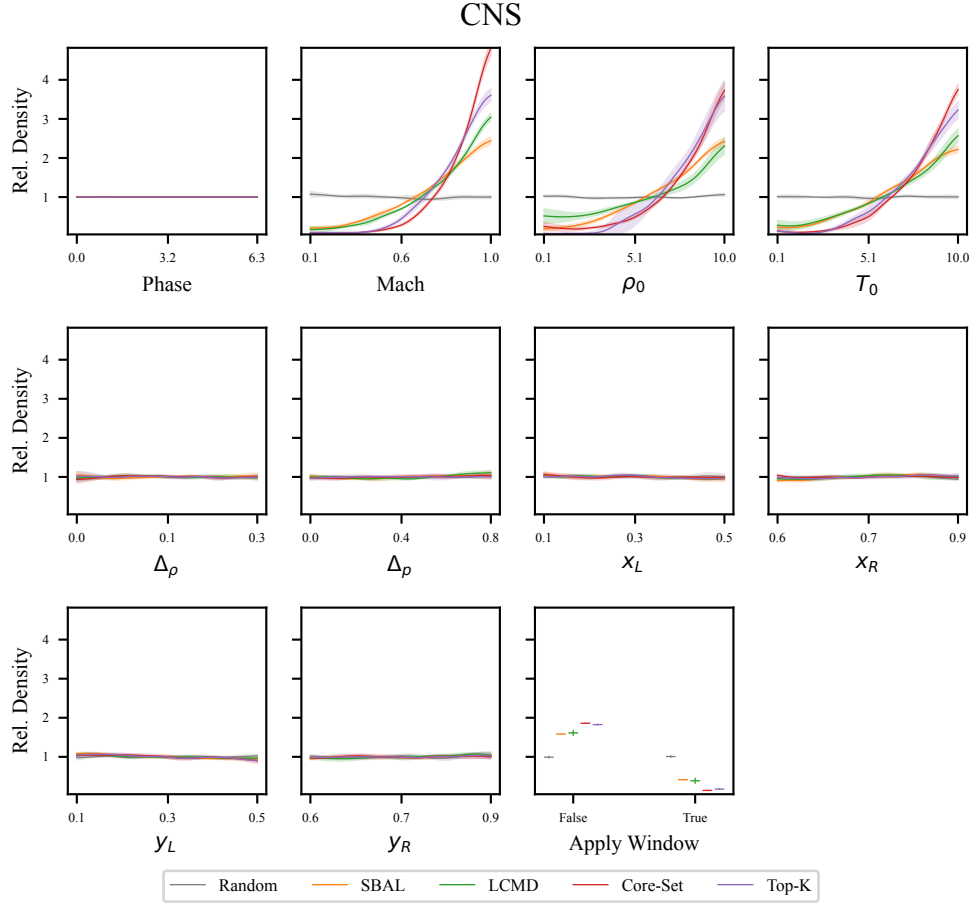 CNS
Rel. Density
4
3
2
1
0.0 3.2 6.3
Phase
0.1 0.6 1.0
Mach
0.1 5.1 10.0
ρ0
0.1 5.1 10.0
T0
Rel. Density
4
3
2
1
0.0 0.1 0.3
Δρ
0.0 0.4 0.8
Δp
0.1 0.3 0.5
xL
0.6 0.7 0.9
xR
Rel. Density
4
3
2
1
0.1 0.3 0.5
yL
0.6 0.7 0.9
yR
False True
Apply Window
Random SBAL LCMD Core-Set Top-K